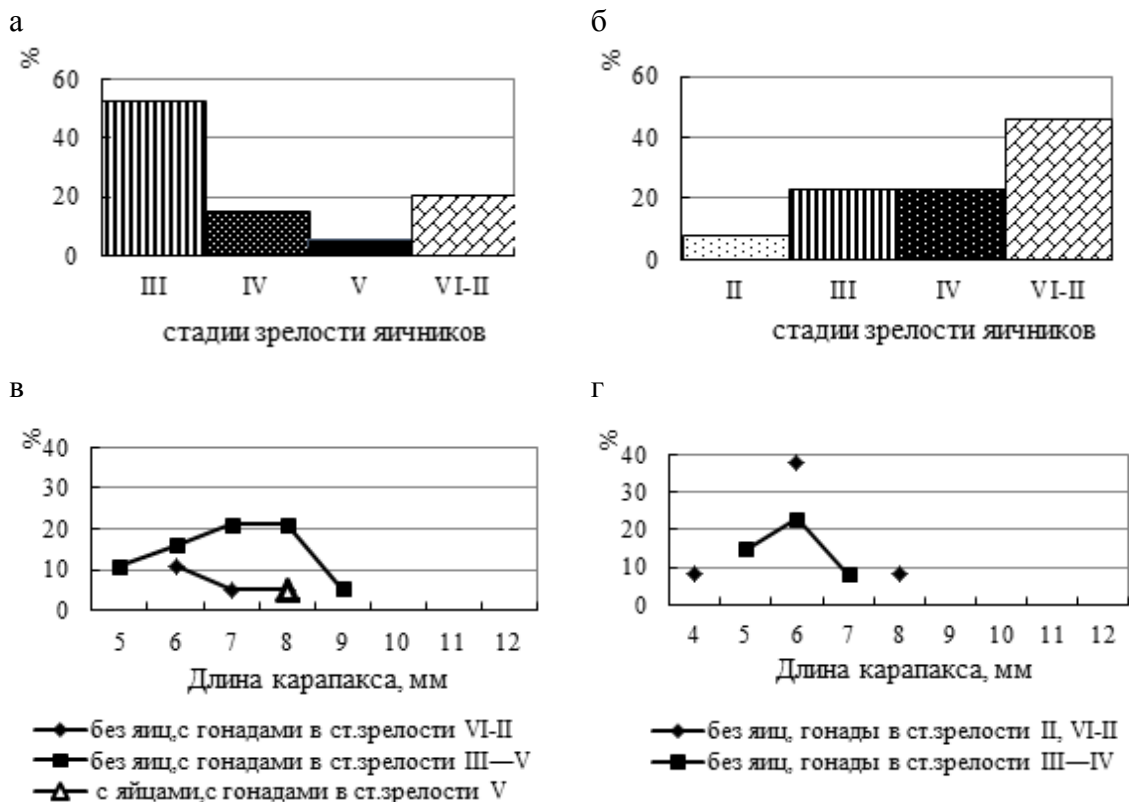 а
%
60
40
20
0
III IV V VI-II
стадии зрелости яичников
б
%
60
40
20
0
II III IV VI-II
стадии зрелости яичников
в
%
40
30
20
10
0
5 6 7 8 9 10 11 12
Длина карапакса, мм
без яиц,с гонадами в ст.зрелости VI-II
без яиц,с гонадами в ст.зрелости III—V
с яйцами,с гонадами в ст.зрелости V
г
%
40
30
20
10
0
4 5 6 7 8 9 10 11 12
Длина карапакса, мм
без яиц, гонады в ст.зрелости II, VI-II
без яиц, гонады в ст.зрелости III—IV